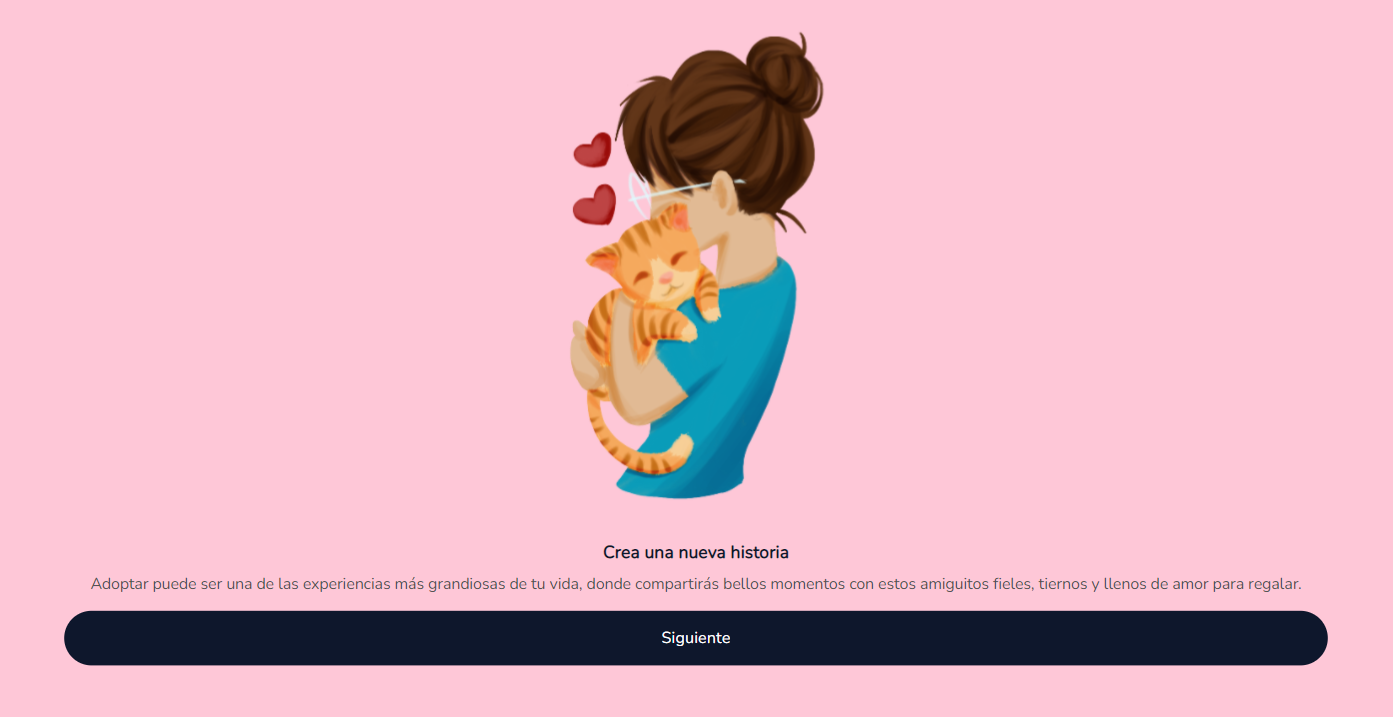 Crea una nueva historia
Adoptar puede ser una de las experiencias más grandiosas de tu vida, donde compartirás bellos momentos con estos amiguitos fieles, tiernos y llenos de amor para regalar.
Siguiente